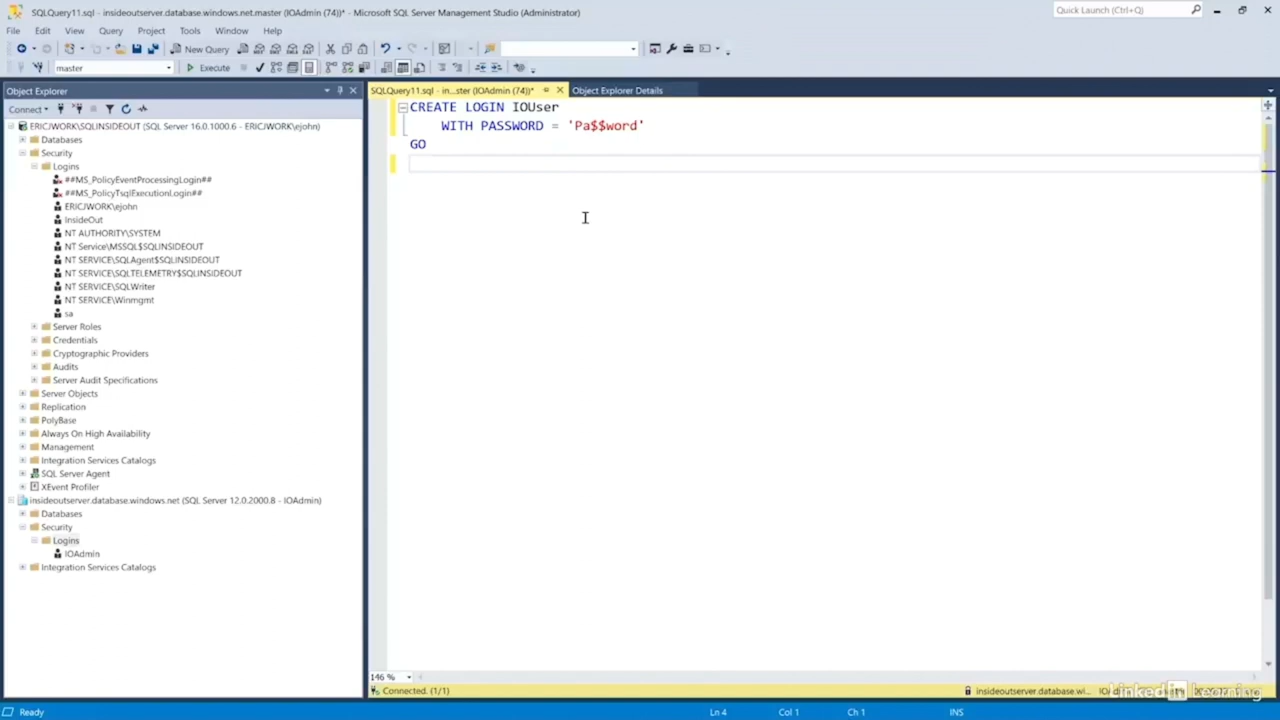 SQLQuery11.sql - insideoutserver.database.windows.net.master (IOAdmin (74))* - Microsoft SQL Server Management Studio (Administrator)
Quick Launch (Ctrl+Q)
File Edit View Query Project Tools Window Help
New Query
master
Execute
Object Explorer
SQLQuery11.sql - in...ster (IOAdmin (74))*
Object Explorer Details
Connect
ERICJWORK\SQLINSIDEOUT (SQL Server 16.0.1000.6 - ERICJWORK\ejohn)
Databases
Security
Logins
##MS_PolicyEventProcessingLogin##
##MS_PolicyTsqlExecutionLogin##
ERICJWORK\ejohn
InsideOut
NT AUTHORITY\SYSTEM
NT Service\MSSQL$SQLINSIDEOUT
NT SERVICE\SQLAgent$SQLINSIDEOUT
NT SERVICE\SQLTELEMETRY$SQLINSIDEOUT
NT SERVICE\SQLWriter
NT SERVICE\Winmgmt
sa
Server Roles
Credentials
Cryptographic Providers
Audits
Server Audit Specifications
Server Objects
Replication
PolyBase
Always On High Availability
Management
Integration Services Catalogs
SQL Server Agent
XEvent Profiler
insideoutserver.database.windows.net (SQL Server 12.0.2000.8 - IOAdmin)
Databases
Security
Logins
IOAdmin
Integration Services Catalogs
CREATE LOGIN IOUser
WITH PASSWORD = 'Pa$$word'
GO
146 %
Connected. (1/1)
insideoutserver.database.wi...
LinkedIn Learning
Ready
Ln 4
Col 1
Ch 1
INS